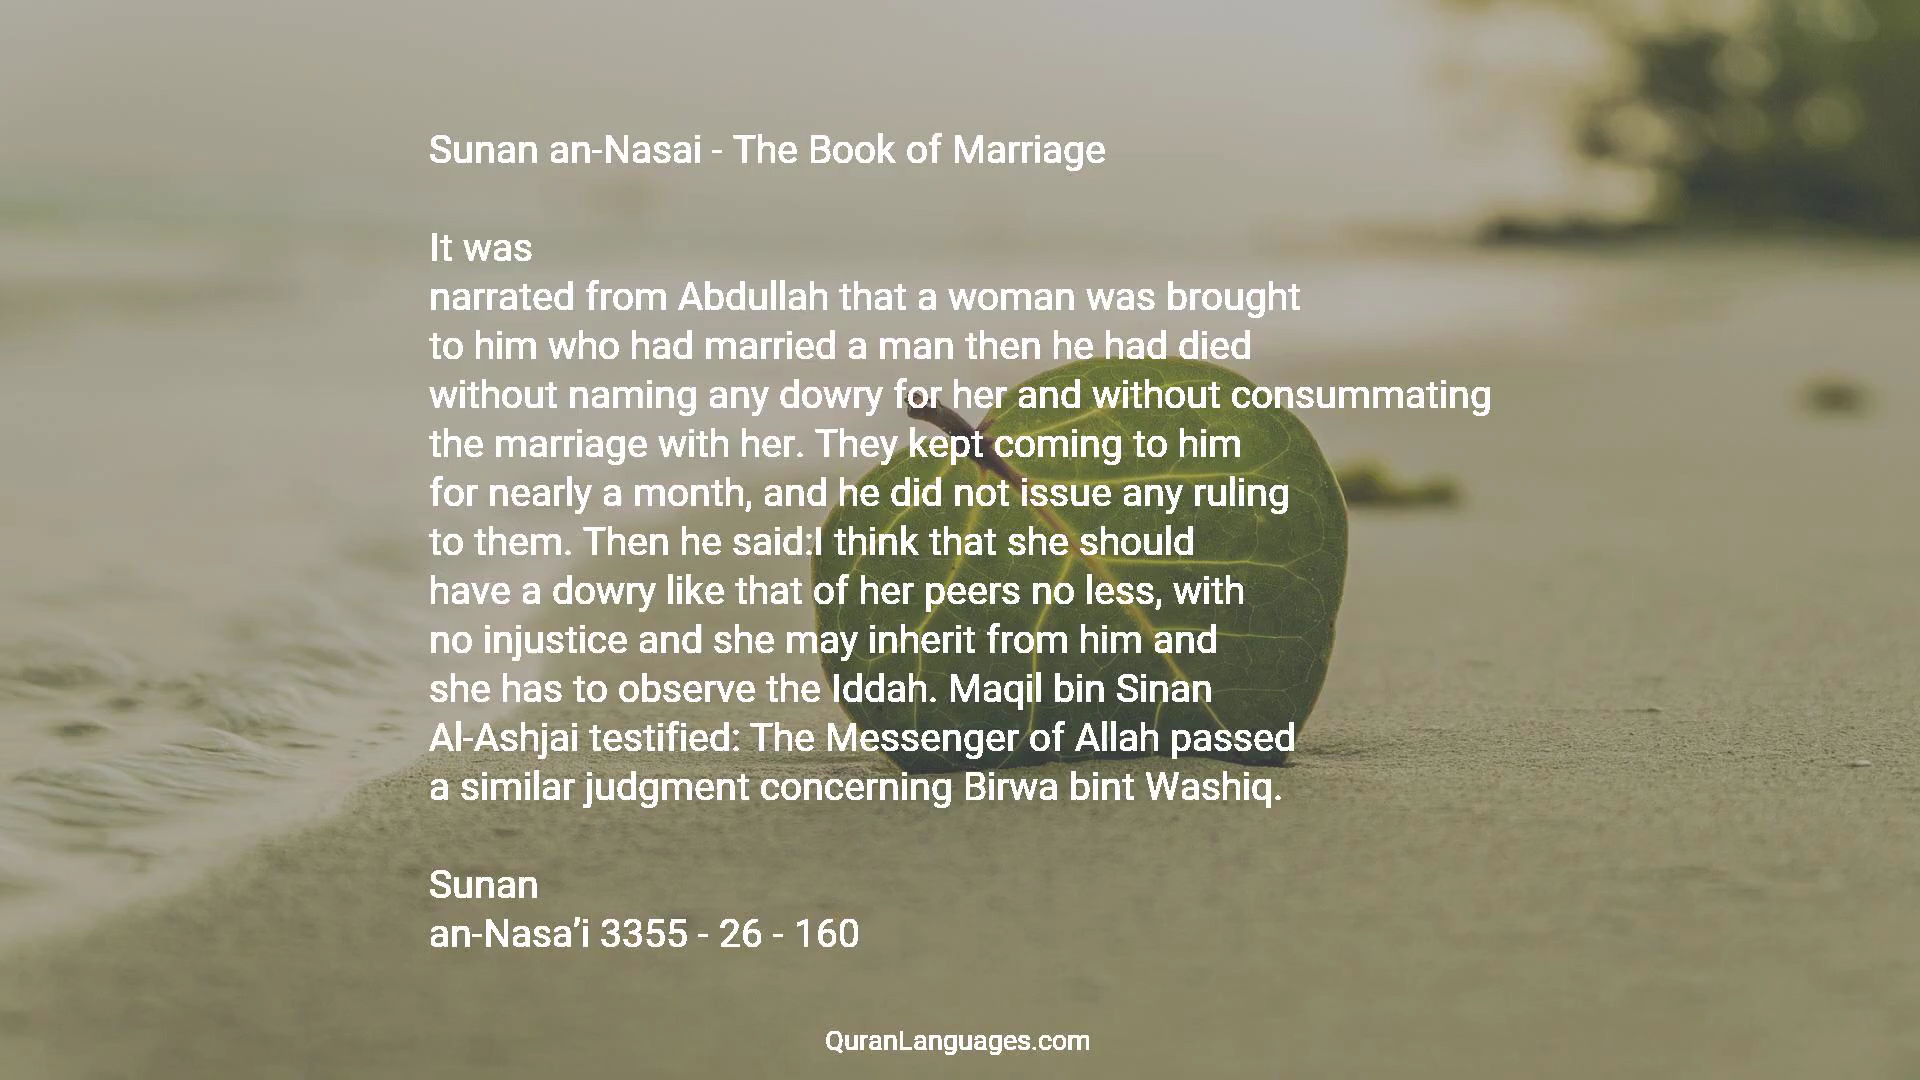 Sunan an-Nasai - The Book of Marriage
It was
narrated from Abdullah that a woman was brought
to him who had married a man then he had died
without naming any dowry for her and without consummating
the marriage with her. They kept coming to him
for nearly a month, and he did not issue any ruling
to them. Then he said:I think that she should
have a dowry like that of her peers no less, with
no injustice and she may inherit from him and
she has to observe the Iddah. Maqil bin Sinan
Al-Ashjai testified: The Messenger of Allah passed
a similar judgment concerning Birwa bint Washiq.
Sunan
an-Nasa’i 3355 - 26 - 160
QuranLanguages.com